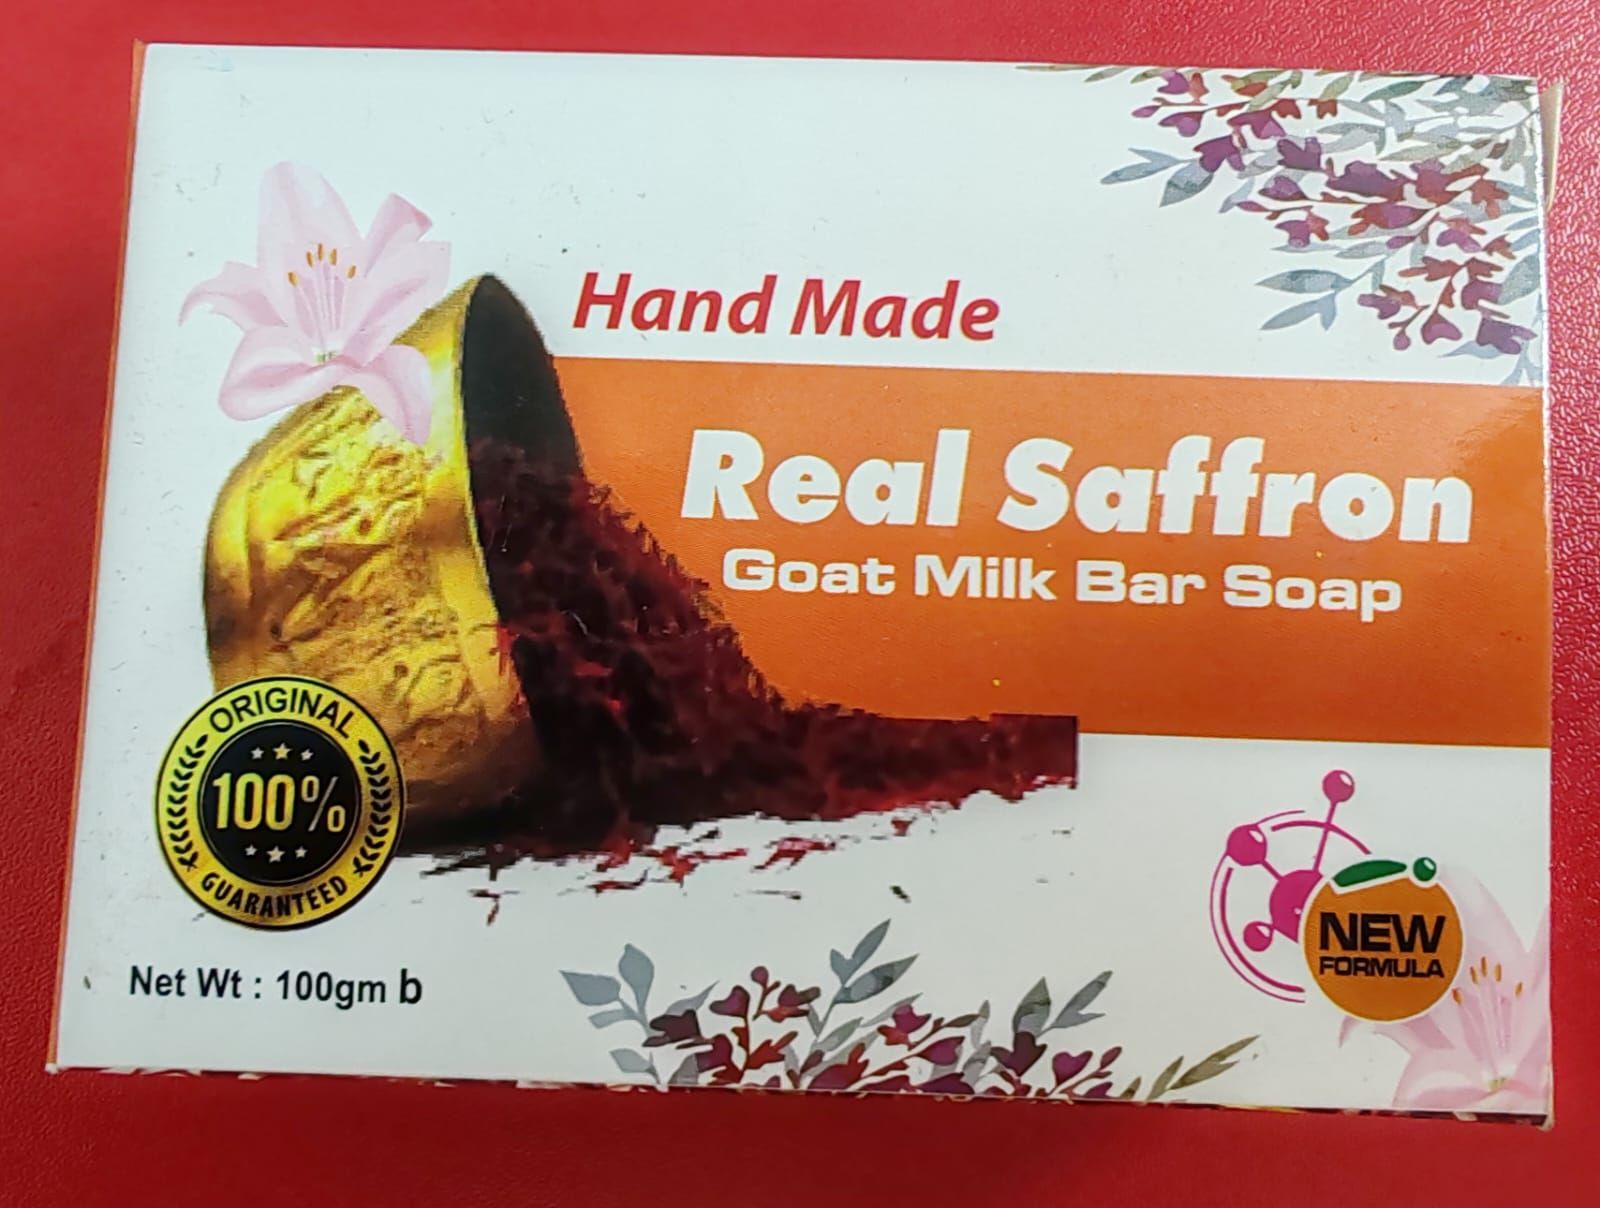 Hand Made
Real Saffron
Goat Milk Bar Soap
ORIGINAL
100%
GUARANTEED
Net Wt : 100gm b
NEW
FORMULA